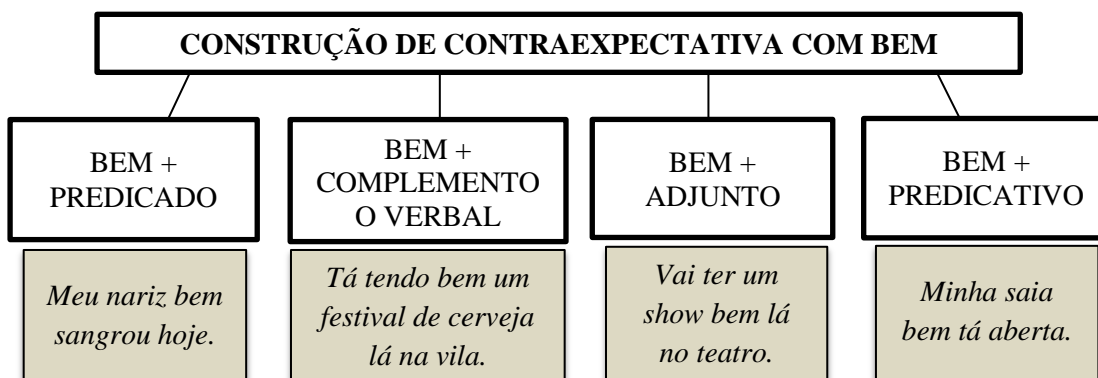 CONSTRUÇÃO DE CONTRAEXPECTATIVA COM BEM
BEM +
PREDICADO
BEM +
COMPLEMENTO
O VERBAL
BEM +
ADJUNTO
BEM +
PREDICATIVO
Meu nariz bem
sangrou hoje.
Tá tendo bem um
festival de cerveja
lá na vila.
Vai ter um
show bem lá
no teatro.
Minha saia
bem tá aberta.